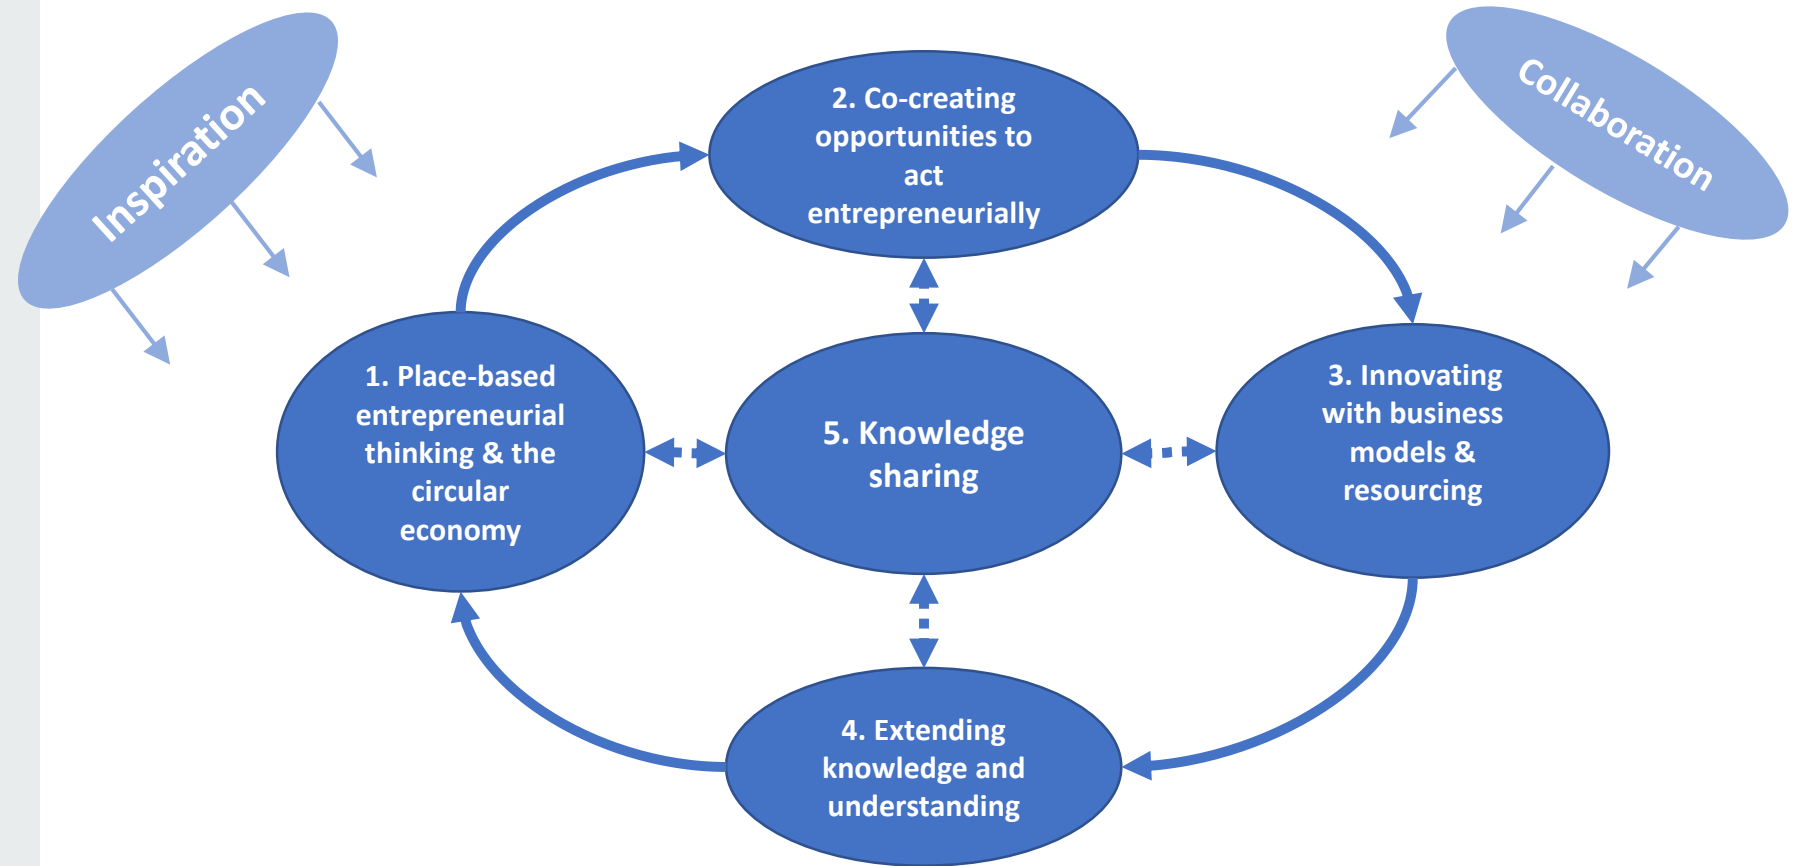 Inspiration
Collaboration
2. Co-creating
opportunities to
act
entrepreneurially
1. Place-based
entrepreneurial
thinking & the
circular
economy
5. Knowledge
sharing
3. Innovating
with business
models &
resourcing
4. Extending
knowledge and
understanding